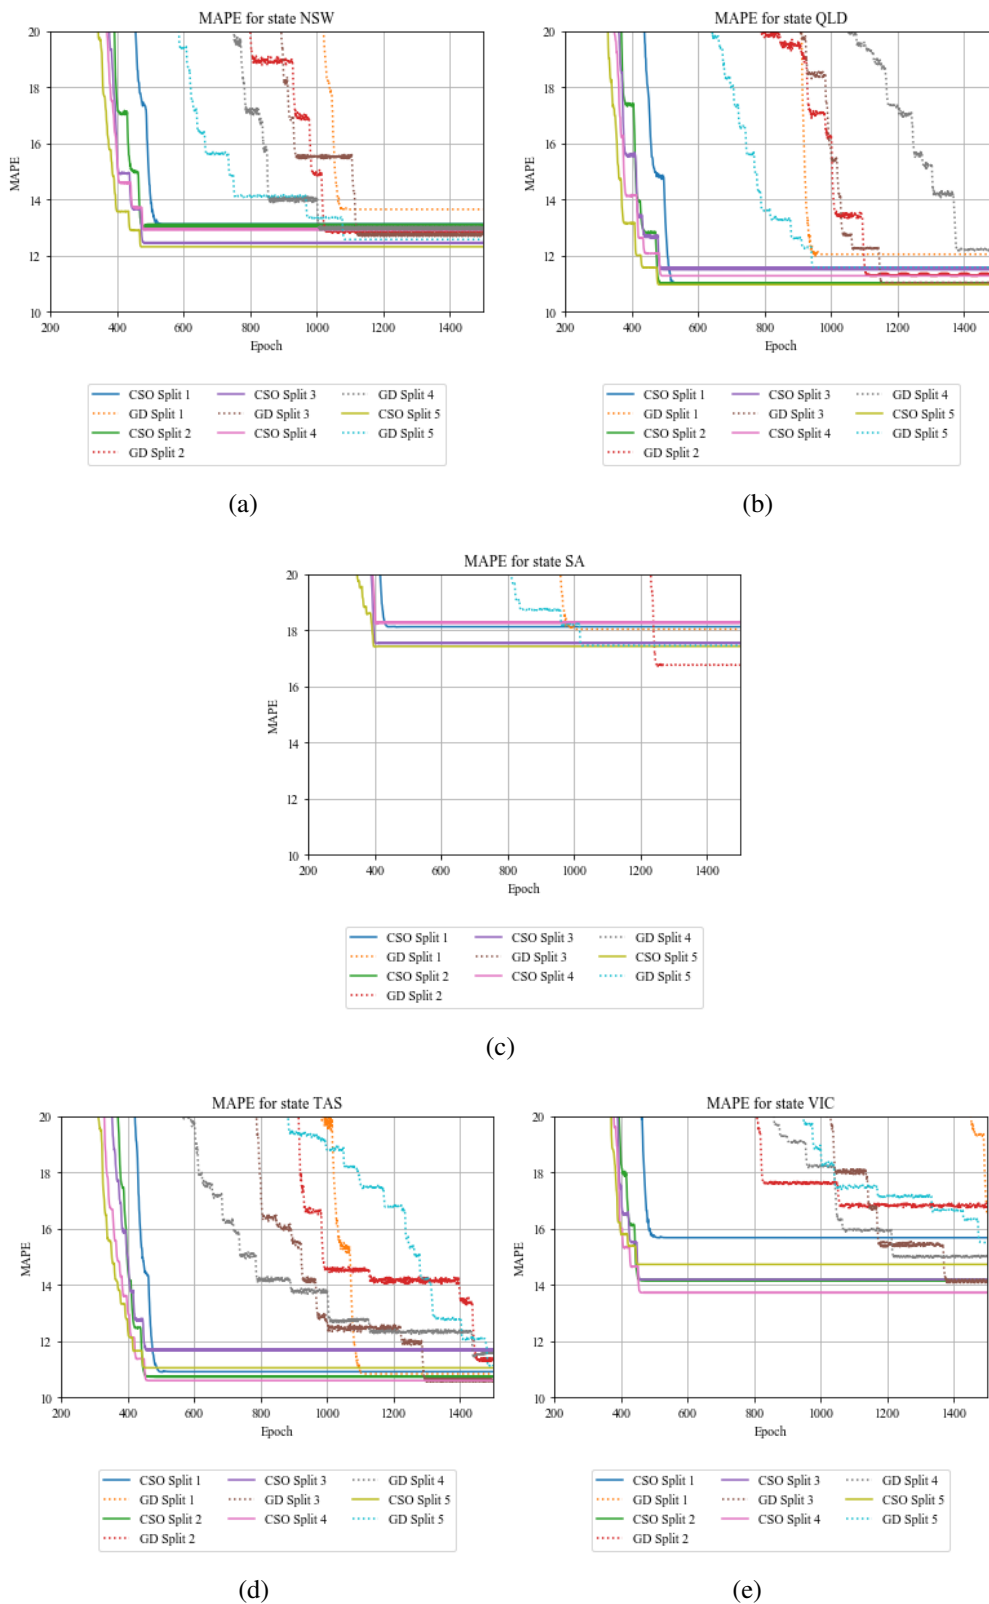 MAPE for state NSW
20
18
16
14
12
10
MAPE
200 400 600 800 1000 1200 1400
Epoch
CSO Split 1 CSO Split 3 GD Split 4
GD Split 1 GD Split 3 CSO Split 5
CSO Split 2 CSO Split 4 GD Split 5
GD Split 2
(a)
MAPE for state QLD
20
18
16
14
12
10
MAPE
200 400 600 800 1000 1200 1400
Epoch
CSO Split 1 CSO Split 3 GD Split 4
GD Split 1 GD Split 3 CSO Split 5
CSO Split 2 CSO Split 4 GD Split 5
GD Split 2
(b)
MAPE for state SA
20
18
16
14
12
10
MAPE
200 400 600 800 1000 1200 1400
Epoch
CSO Split 1 CSO Split 3 GD Split 4
GD Split 1 GD Split 3 CSO Split 5
CSO Split 2 CSO Split 4 GD Split 5
GD Split 2
(c)
MAPE for state TAS
20
18
16
14
12
10
MAPE
200 400 600 800 1000 1200 1400
Epoch
CSO Split 1 CSO Split 3 GD Split 4
GD Split 1 GD Split 3 CSO Split 5
CSO Split 2 CSO Split 4 GD Split 5
GD Split 2
(d)
MAPE for state VIC
20
18
16
14
12
10
MAPE
200 400 600 800 1000 1200 1400
Epoch
CSO Split 1 CSO Split 3 GD Split 4
GD Split 1 GD Split 3 CSO Split 5
CSO Split 2 CSO Split 4 GD Split 5
GD Split 2
(e)